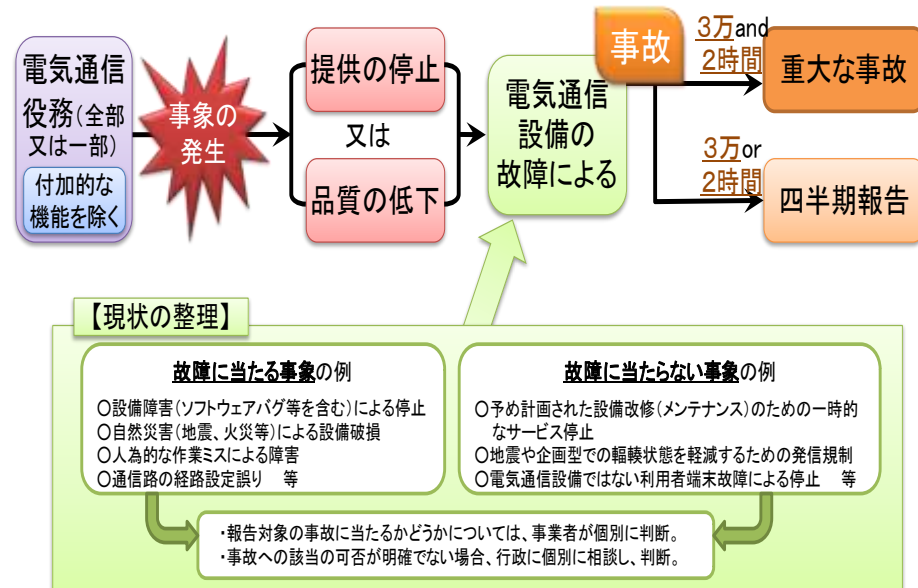 電気通信
役務(全部
又は一部)
付加的な
機能を除く
事象の
発生
提供の停止
又は
品質の低下
電気通信
設備の
故障による
事故
3万and
2時間
重大な事故
3万or
2時間
四半期報告
【現状の整理】
故障に当たる事象の例
○設備障害(ソフトウェアバグ等を含む)による停止
○自然災害(地震、火災等)による設備破損
○人為的な作業ミスによる障害
○通信路の経路設定誤り 等
故障に当たらない事象の例
○予め計画された設備改修(メンテナンス)のための一時的
なサービス停止
○地震や企画型での輻輳状態を軽減するための発信規制
○電気通信設備ではない利用者端末故障による停止 等
・報告対象の事故に当たるかどうかについては、事業者が個別に判断。
・事故への該当の可否が明確でない場合、行政に個別に相談し、判断。